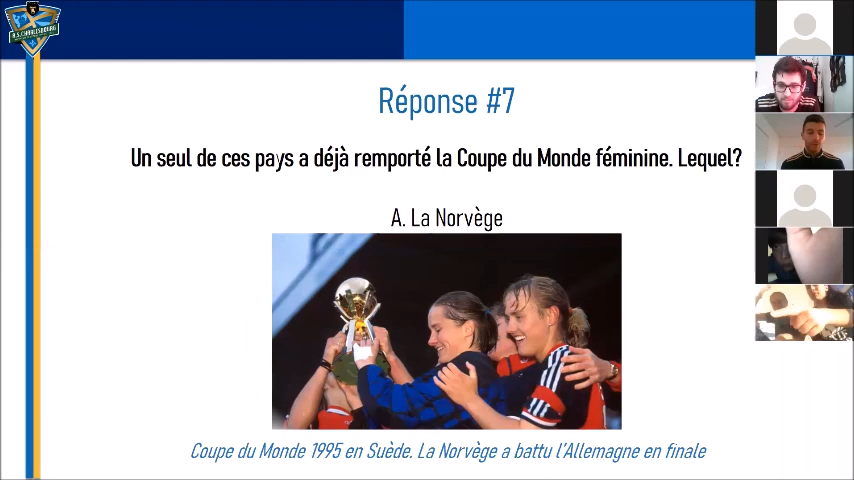 A.S. CHARLESBOURG
Réponse #7
Un seul de ces pays a déjà remporté la Coupe du Monde féminine. Lequel?
A. La Norvège
Coupe du Monde 1995 en Suède. La Norvège a battu l'Allemagne en finale